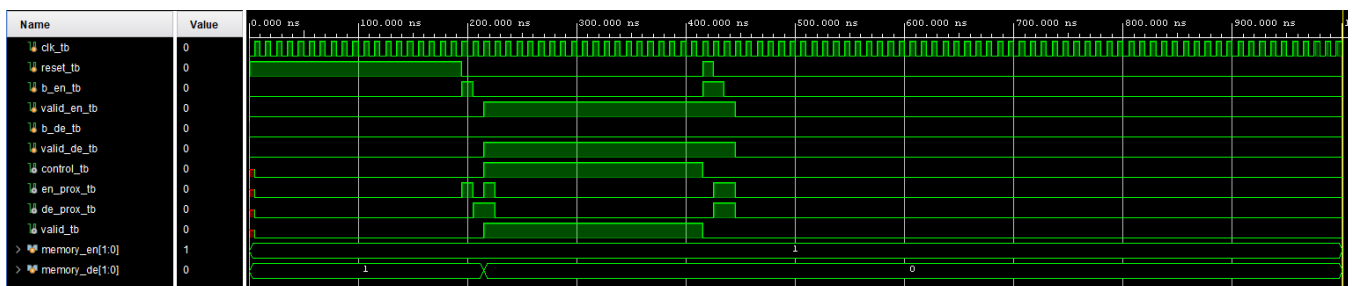 Name Value 0.000 ns 100.000 ns 200.000 ns 300.000 ns 400.000 ns 500.000 ns 600.000 ns 700.000 ns 800.000 ns 900.000 ns
clk_tb 0
reset_tb 0
b_en_tb 0
valid_en_tb 0
b_de_tb 0
valid_de_tb 0
control_tb 0
en_prox_tb 0
de_prox_tb 0
valid_tb 0
memory_en[1:0] 1 1
memory_de[1:0] 0 1 0